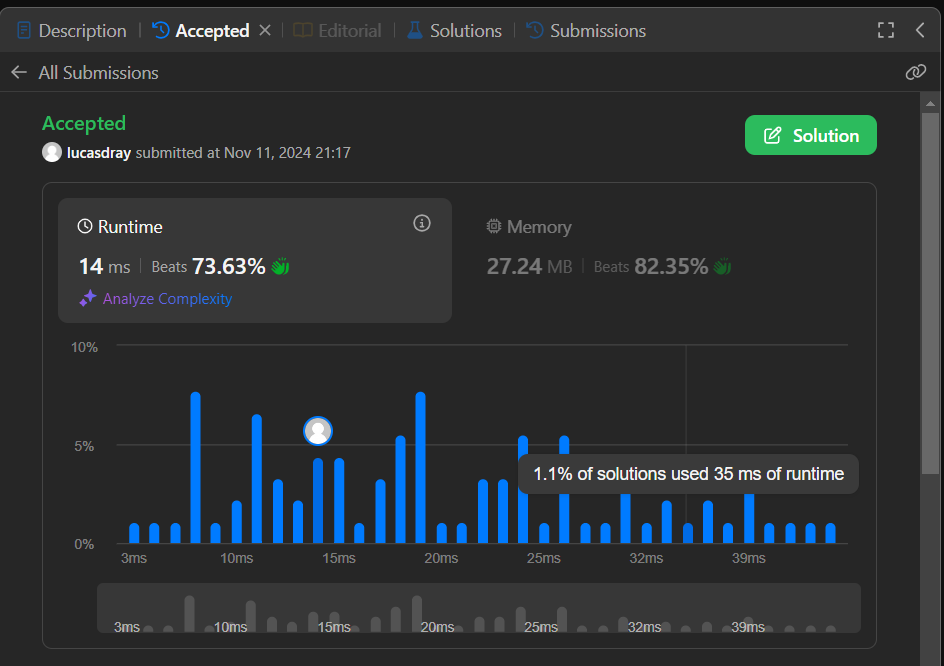 Description | Accepted × | Editorial | Solutions | Submissions
All Submissions
Accepted
lucasdray submitted at Nov 11, 2024 21:17
Solution
Runtime
14 ms | Beats 73.63%
Analyze Complexity
Memory
27.24 MB | Beats 82.35%
10%
5%
0%
1.1% of solutions used 35 ms of runtime
3ms 10ms 15ms 20ms 25ms 32ms 39ms
3ms 10ms 15ms 20ms 25ms 32ms 39ms